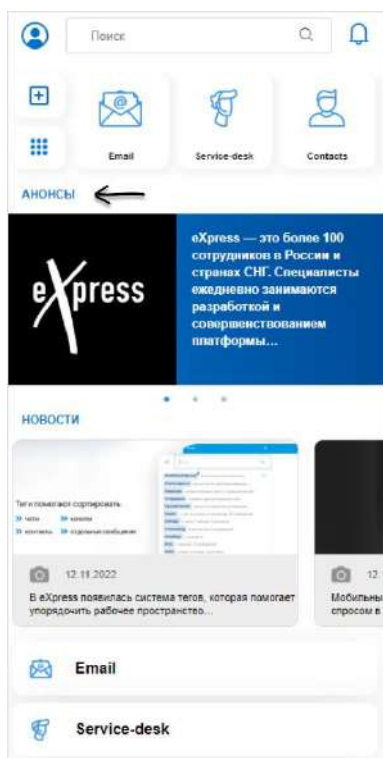 Поиск
Email
Service-desk
Contacts
АНОНСЫ
eXpress
eXpress — это более 100
сотрудников в России и
странах СНГ. Специалисты
ежедневно занимаются
разработкой и
совершенствованием
платформы...
НОВОСТИ
Теги помогают сортировать:
чаты
каналы
контакты
отдельные сообщения
12.11.2022
12.
В eXpress появилась система тегов, которая помогает
упорядочить рабочее пространство...
Мобильны
спросом в
Email
Service-desk